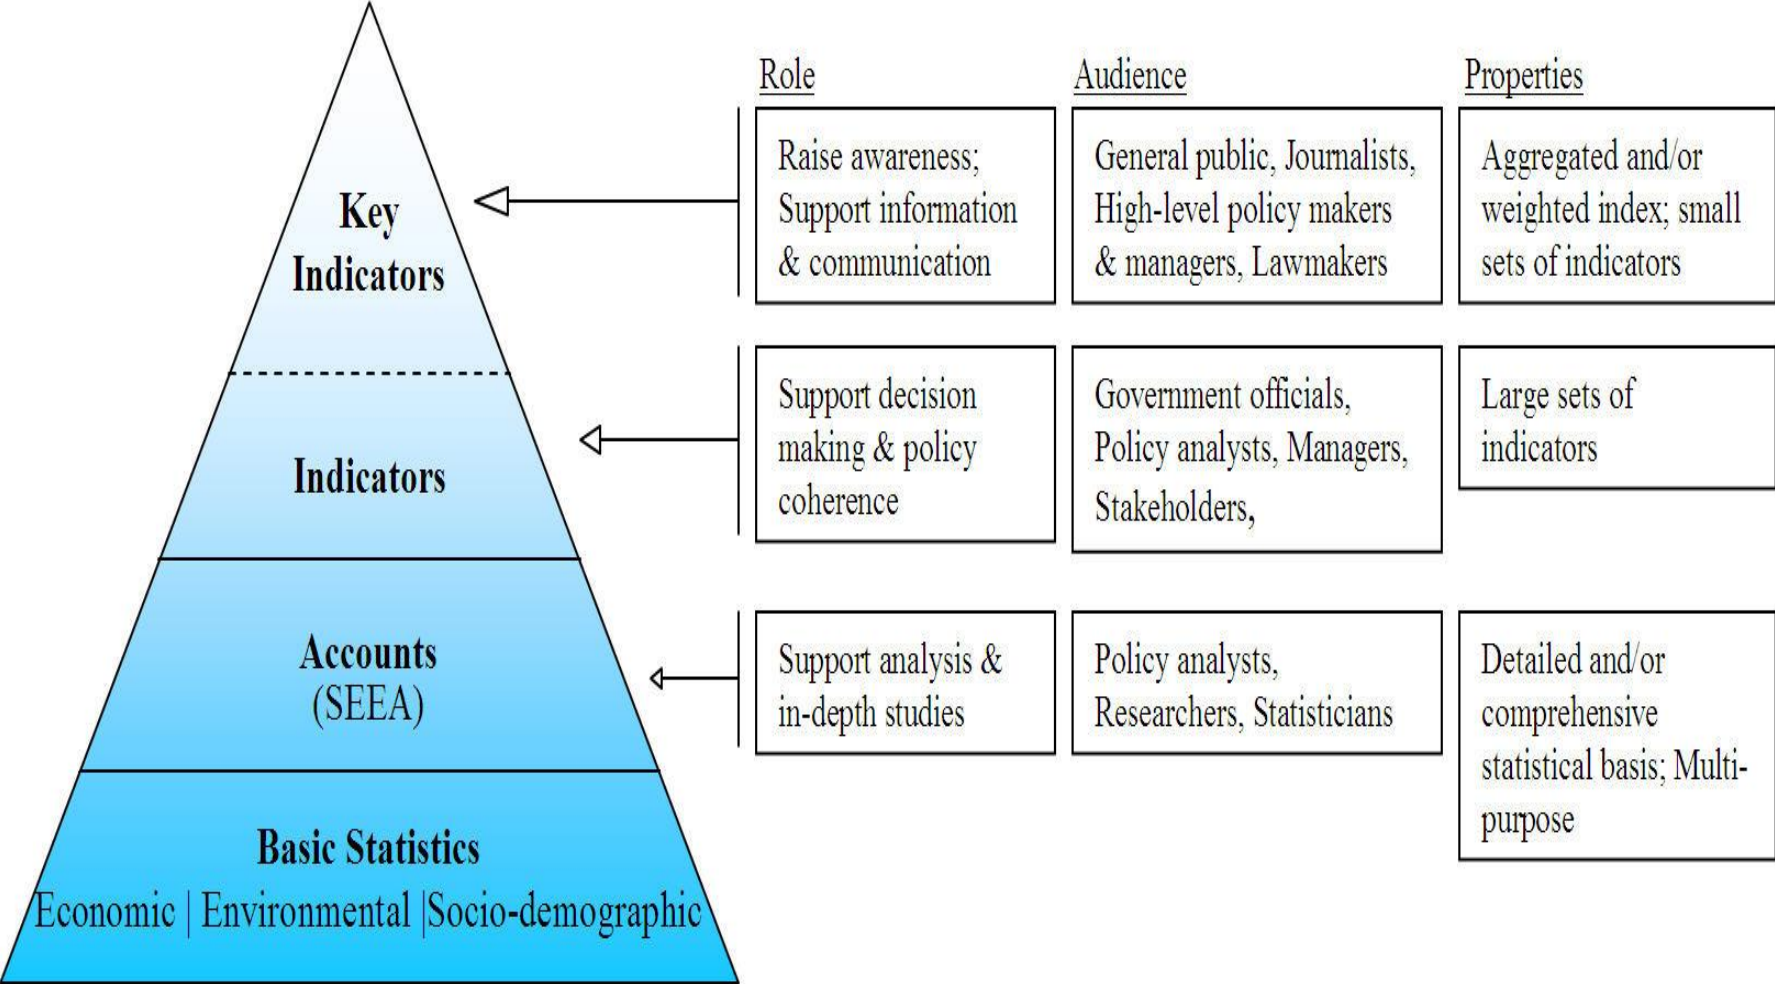 Key
Indicators
Indicators
Accounts
(SEEA)
Basic Statistics
Economic | Environmental |Socio-demographic
Role
Audience
Properties
Raise awareness;
Support information
& communication
General public, Journalists,
High-level policy makers
& managers, Lawmakers
Aggregated and/or
weighted index; small
sets of indicators
Support decision
making & policy
coherence
Government officials,
Policy analysts, Managers,
Stakeholders,
Large sets of
indicators
Support analysis &
in-depth studies
Policy analysts,
Researchers, Statisticians
Detailed and/or
comprehensive
statistical basis; Multi-
purpose